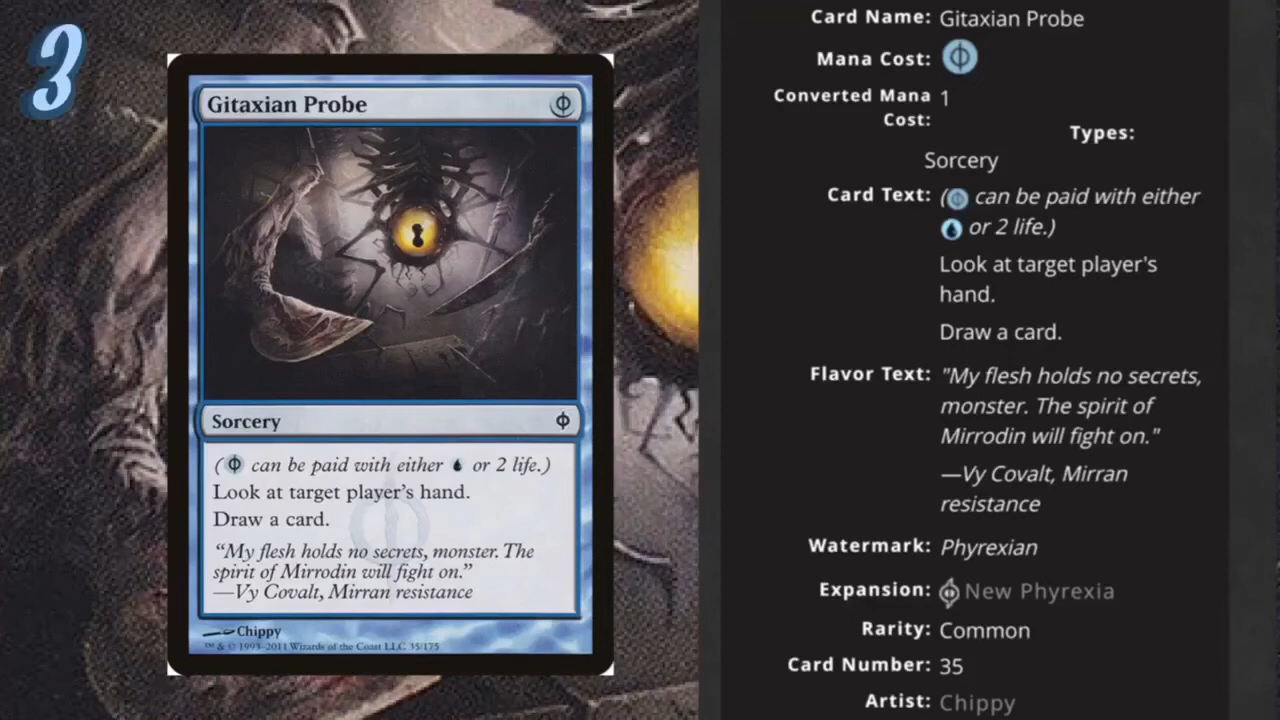 3
Gitaxian Probe
Sorcery
( can be paid with either or 2 life.)
Look at target player's hand.
Draw a card.
"My flesh holds no secrets, monster. The
spirit of Mirrodin will fight on."
—Vy Covalt, Mirran resistance
Chippy
™ & © 1993–2011 Wizards of the Coast LLC 35/175
Card Name: Gitaxian Probe
Mana Cost:
Converted Mana 1
Cost:
Types:
Sorcery
Card Text: ( can be paid with either
or 2 life.)
Look at target player's
hand.
Draw a card.
Flavor Text: "My flesh holds no secrets,
monster. The spirit of
Mirrodin will fight on."
—Vy Covalt, Mirran
resistance
Watermark: Phyrexian
Expansion: New Phyrexia
Rarity: Common
Card Number: 35
Artist: Chippy